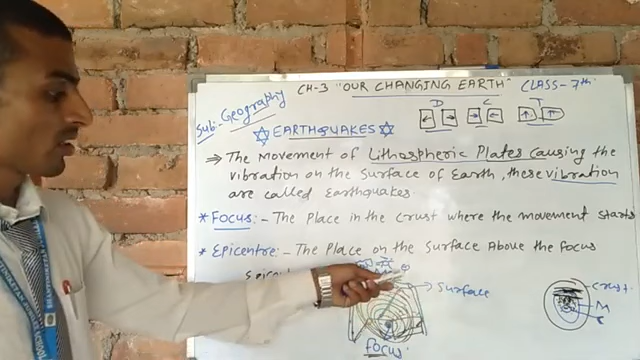 CH-3 "OUR CHANGING EARTH" CLASS-7th
Sub:- Geography
D C T
EARTHQUAKES
⇒ The Movement of Lithospheric Plates Causing the
vibration on the Surface of Earth, these vibration
are called Earthquakes.
* Focus:- The Place in the Crust where the movement starts
* Epicentre:- The Place on the Surface Above the focus
Surface
Crust
M
C
focus